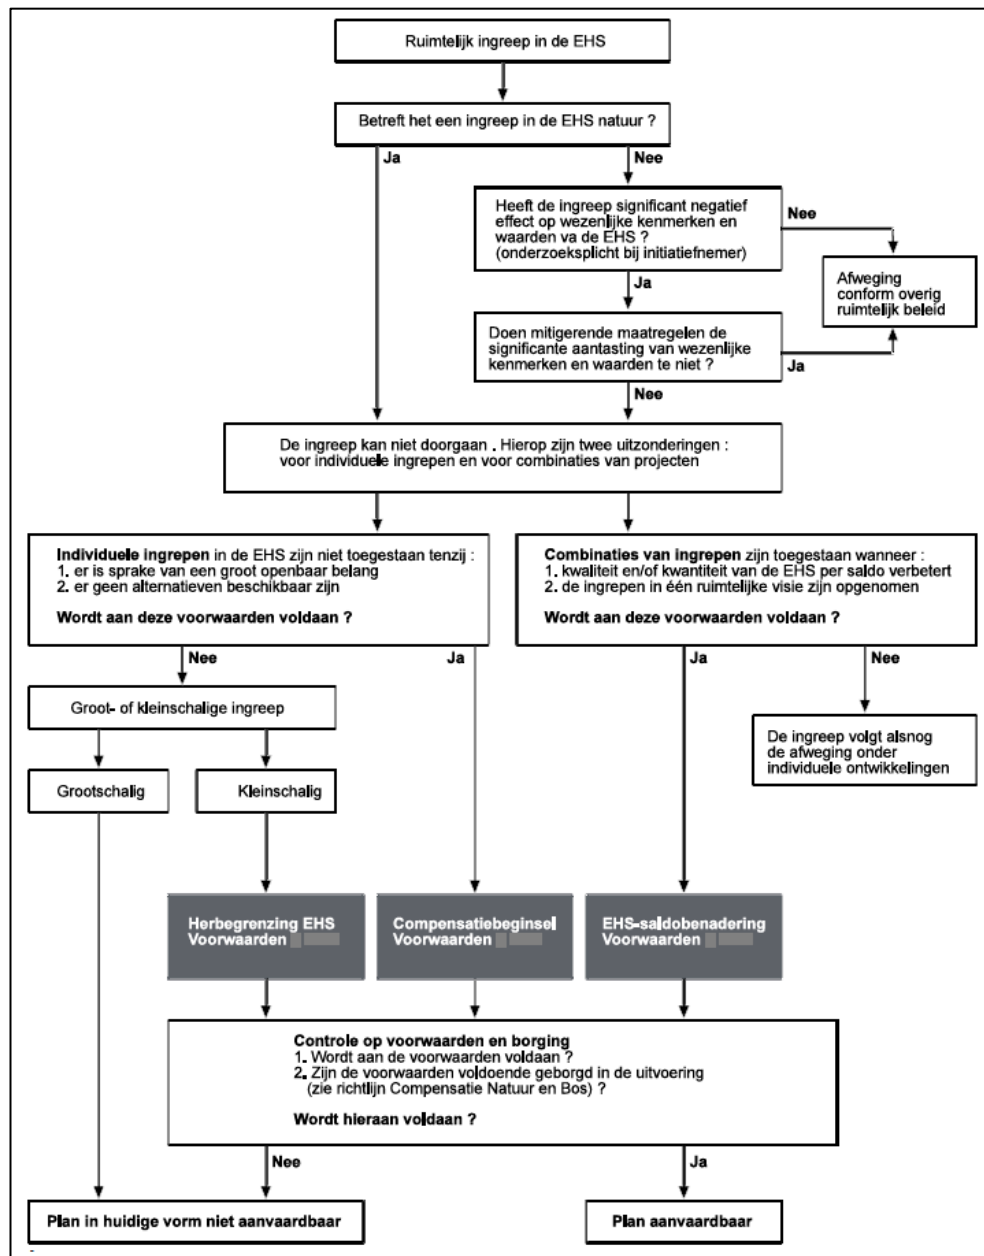 Ruimtelijk ingreep in de EHS
Betreft het een ingreep in de EHS natuur ?
Ja
Nee
Heeft de ingreep significant negatief
effect op wezenlijke kenmerken en
waarden va de EHS ?
(onderzoeksplicht bij initiatiefnemer)
Nee
Afweging
conform overig
ruimtelijk beleid
Ja
Doen mitigerende maatregelen de
significante aantasting van wezenlijke
kenmerken en waarden te niet ?
Ja
Nee
De ingreep kan niet doorgaan . Hierop zijn twee uitzonderingen :
voor individuele ingrepen en voor combinaties van projecten
Individuele ingrepen in de EHS zijn niet toegestaan tenzij :
1. er is sprake van een groot openbaar belang
2. er geen alternatieven beschikbaar zijn
Wordt aan deze voorwaarden voldaan ?
Combinaties van ingrepen zijn toegestaan wanneer :
1. kwaliteit en/of kwantiteit van de EHS per saldo verbetert
2. de ingrepen in één ruimtelijke visie zijn opgenomen
Wordt aan deze voorwaarden voldaan ?
Nee
Ja
Ja
Nee
Groot- of kleinschalige ingreep
De ingreep volgt alsnog
de afweging onder
individuele ontwikkelingen
Grootschalig
Kleinschalig
Herbegrenzing EHS
Voorwaarden
Compensatiebeginsel
Voorwaarden
EHS-saldobenadering
Voorwaarden
Controle op voorwaarden en borging
1. Wordt aan de voorwaarden voldaan ?
2. Zijn de voorwaarden voldoende geborgd in de uitvoering
(zie richtlijn Compensatie Natuur en Bos) ?
Wordt hieraan voldaan ?
Nee
Ja
Plan in huidige vorm niet aanvaardbaar
Plan aanvaardbaar